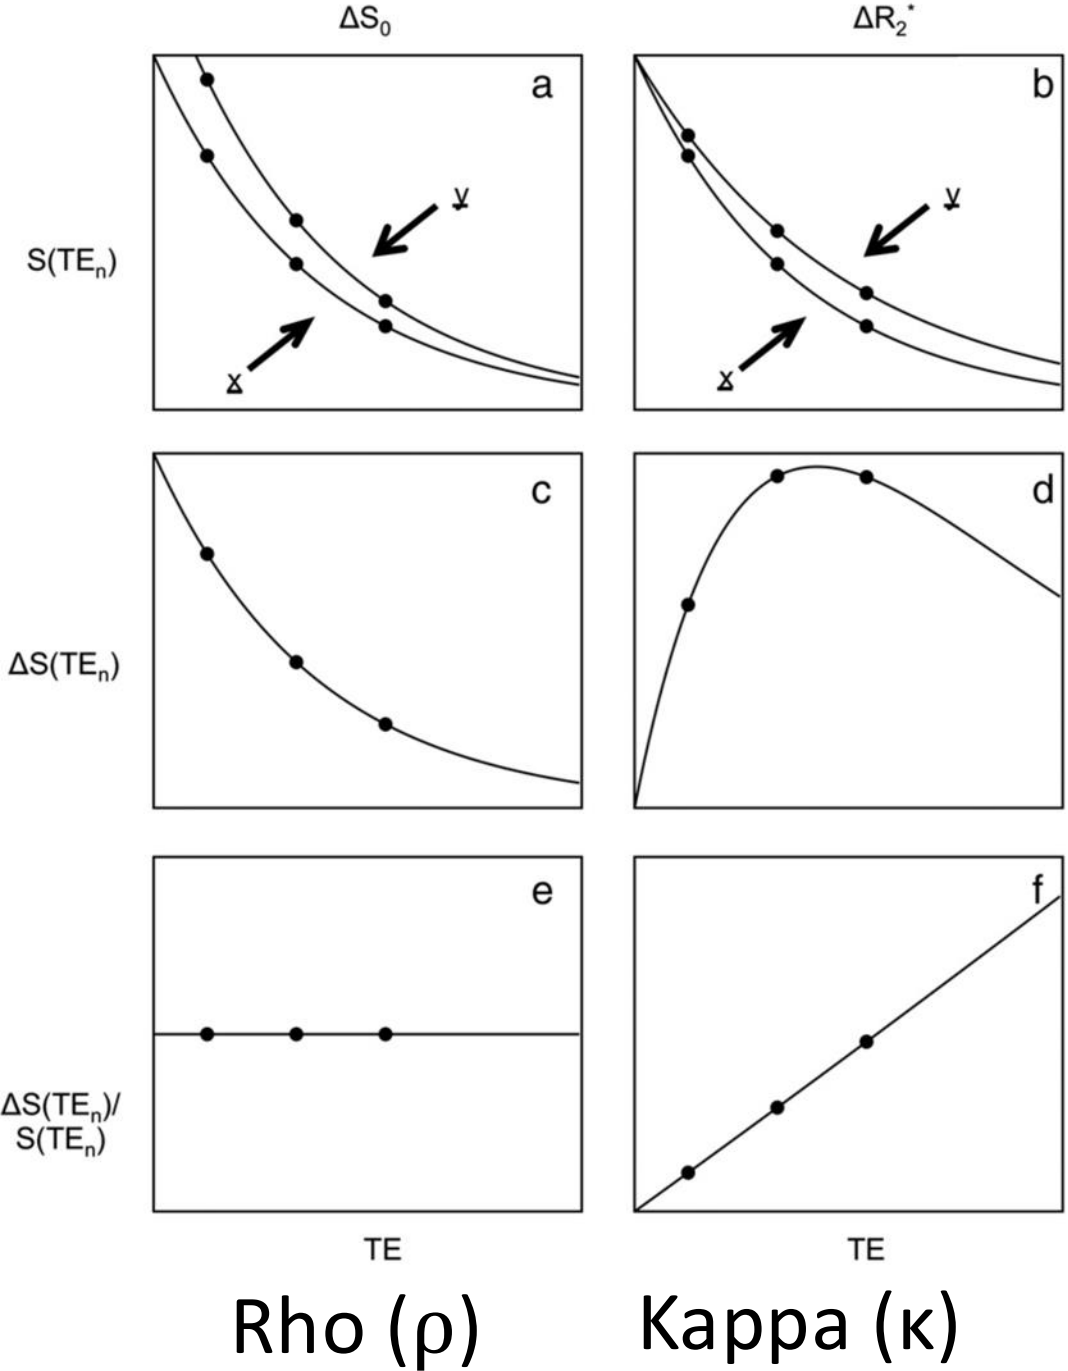 ΔS₀ ΔR₂*
a b
y y
S(TEₙ)
x x
c d
ΔS(TEₙ)
e f
ΔS(TEₙ)/
S(TEₙ)
TE TE
Rho (ρ) Kappa (κ)